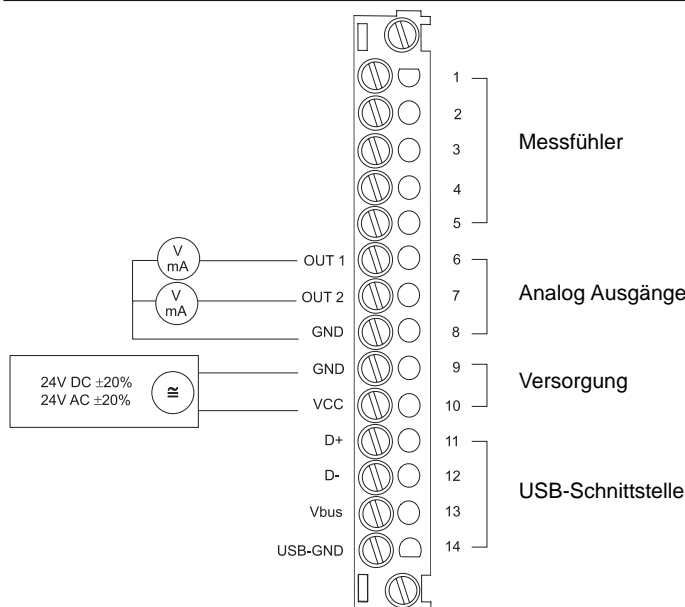 1
2
3
4
5
Messfühler
V
mA
OUT 1
6
V
mA
OUT 2
7
Analog Ausgänge
GND
8
24V DC ±20%
24V AC ±20%
≅
GND
9
Versorgung
VCC
10
D+
11
D-
12
USB-Schnittstelle
Vbus
13
USB-GND
14